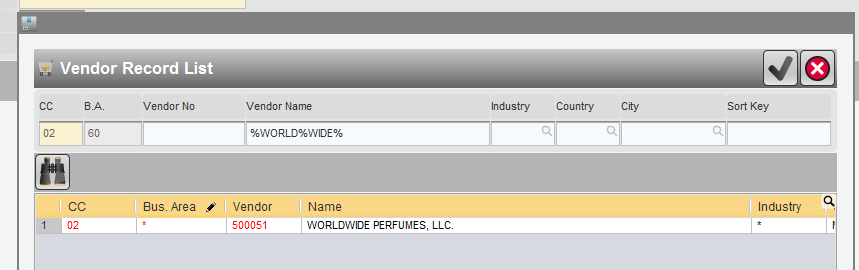 Vendor Record List
CC B.A. Vendor No Vendor Name Industry Country City Sort Key
02 60 %WORLD%WIDE%
CC Bus. Area Vendor Name Industry
1 02 * 500051 WORLDWIDE PERFUMES, LLC. *